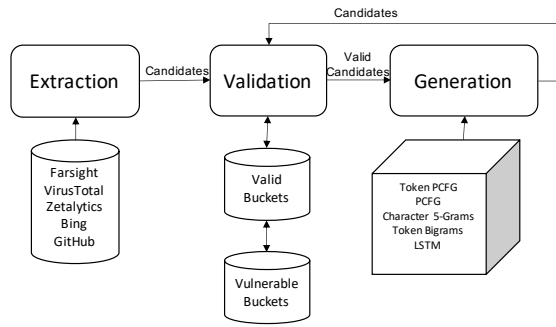 Candidates
Extraction
Candidates
Validation
Valid
Candidates
Generation
Farsight
VirusTotal
Zetalytics
Bing
GitHub
Valid
Buckets
Vulnerable
Buckets
Token PCFG
PCFG
Character 5-Grams
Token Bigrams
LSTM